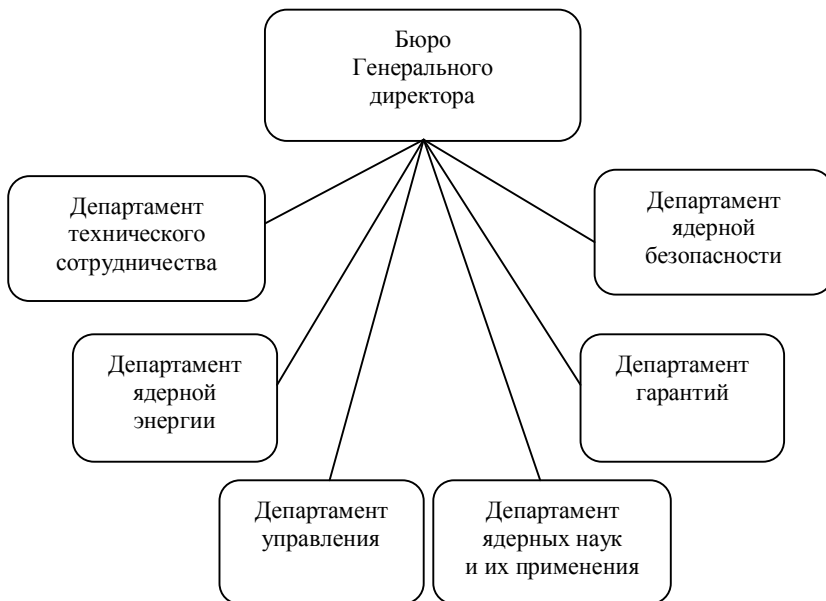 Бюро
Генерального
директора
Департамент
технического
сотрудничества
Департамент
ядерной
безопасности
Департамент
ядерной
энергии
Департамент
гарантий
Департамент
управления
Департамент
ядерных наук
и их применения